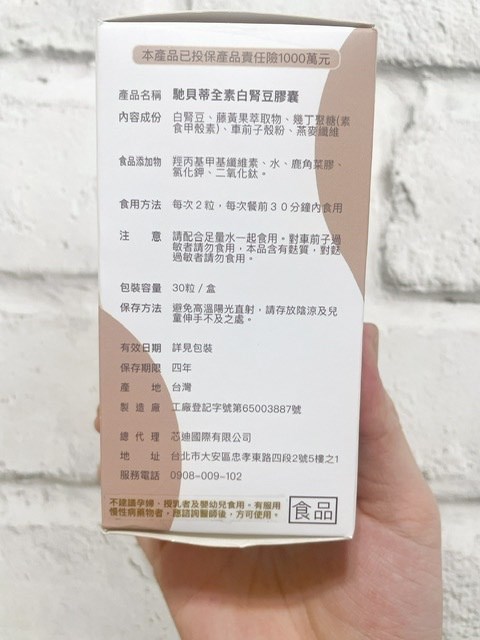 本產品已投保產品責任險1000萬元
產品名稱 馳貝蒂全素白腎豆膠囊
內容成份 白腎豆、藤黃果萃取物、幾丁聚糖(素
食甲殼素)、車前子殼粉、燕麥纖維
食品添加物 羥丙基甲基纖維素、水、鹿角菜膠、
氯化鉀、二氧化鈦。
食用方法 每次2粒，每次餐前30分鐘內食用
注意 請配合足量水一起食用。對車前子過
敏者請勿食用，本品含有麩質，對麩
過敏者請勿食用。
包裝容量 30粒/盒
保存方法 避免高溫陽光直射，請存放陰涼及兒
童伸手不及之處。
有效日期 詳見包裝
保存期限 四年
產地 台灣
製造廠 工廠登記字號第65003887號
總代理 芯迪國際有限公司
地址 台北市大安區忠孝東路四段2號5樓之1
服務電話 0908-009-102
不建議孕婦、授乳者及嬰幼兒食用。有服用
慢性病藥物者，應諮詢醫師後，方可使用。
食品